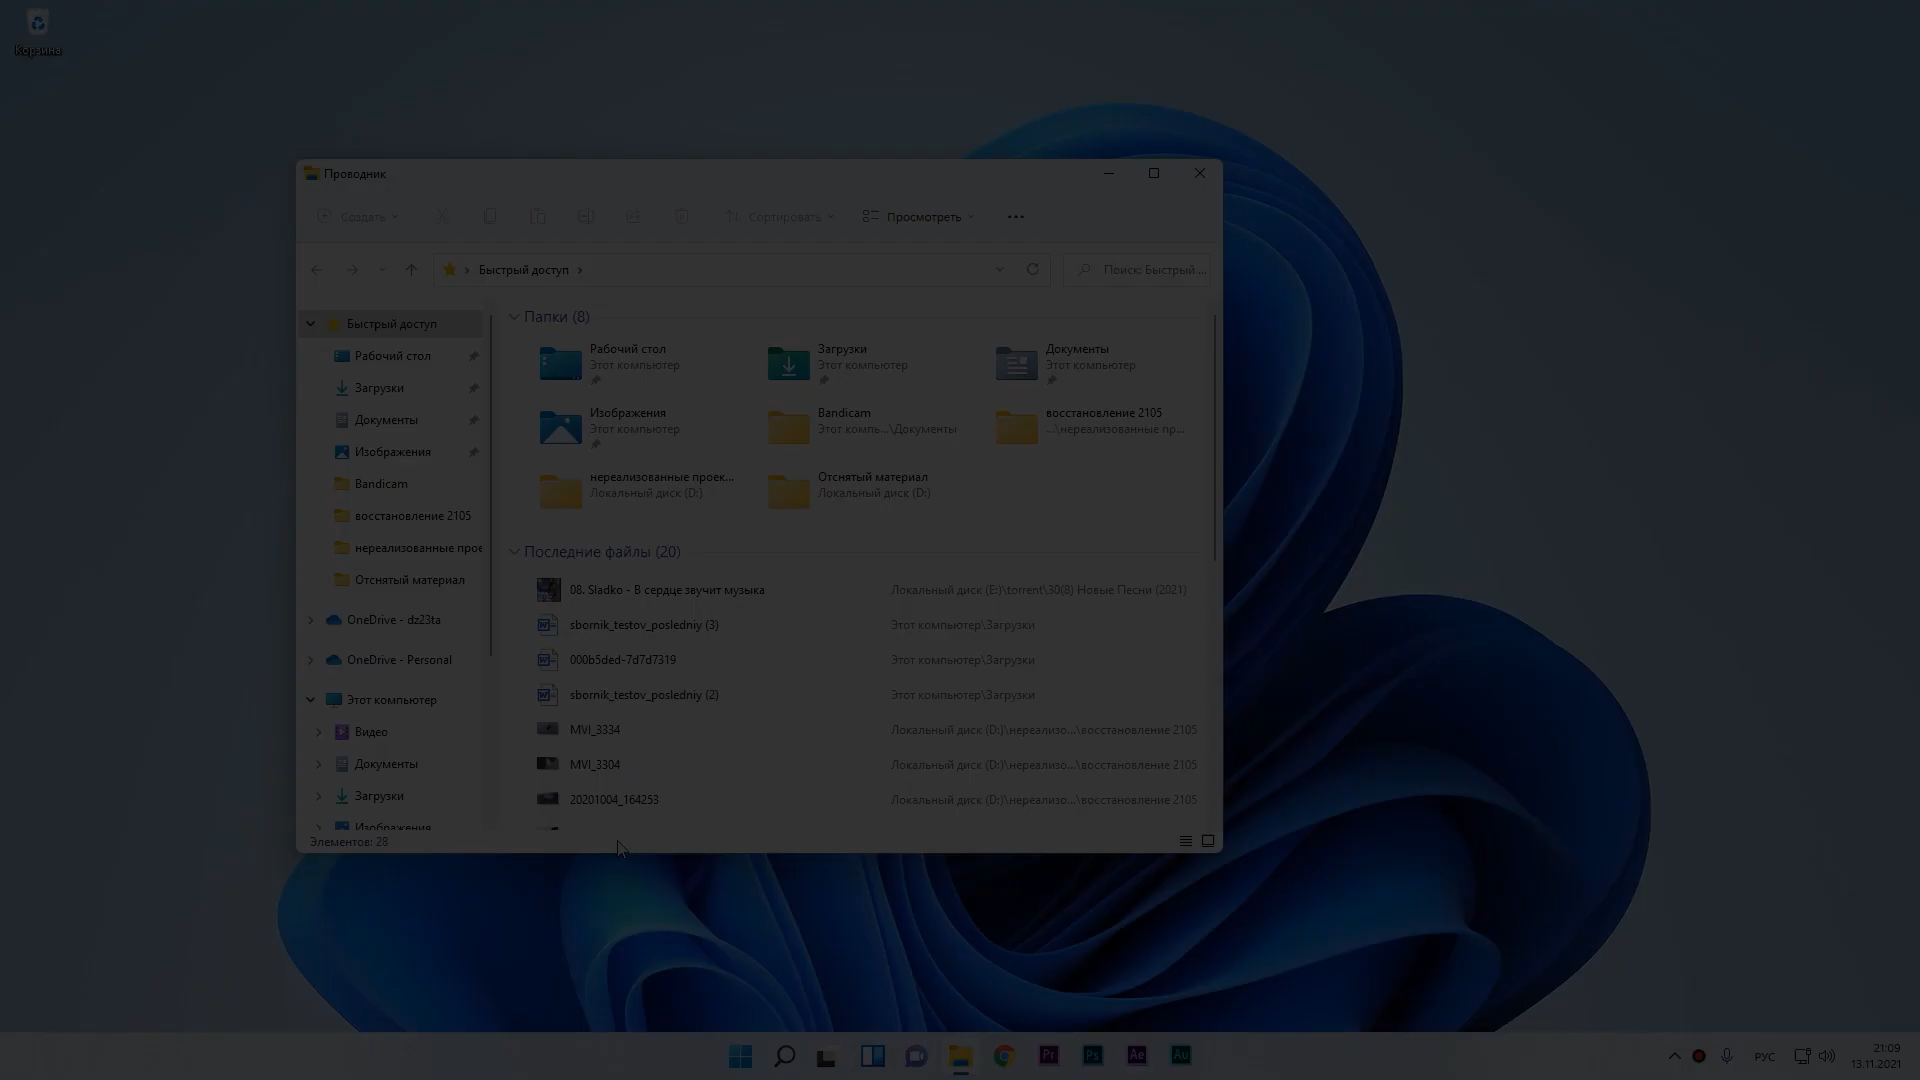 Корзина
Проводник
Создать
Сортировать
Просмотреть
Быстрый доступ
Поиск: Быстрый ...
Быстрый доступ
Рабочий стол
Загрузки
Документы
Изображения
Bandicam
восстановление 2105
нереализованные прое
Отснятый материал
OneDrive - dz23ta
OneDrive - Personal
Этот компьютер
Видео
Документы
Загрузки
Изображения
Папки (8)
Рабочий стол
Этот компьютер
Загрузки
Этот компьютер
Документы
Этот компьютер
Изображения
Этот компьютер
Bandicam
Этот компь...\Документы
восстановление 2105
...\нереализованные пр...
нереализованные проек...
Локальный диск (D:)
Отснятый материал
Локальный диск (D:)
Последние файлы (20)
08. Sladko - В сердце звучит музыка Локальный диск (E:)\torrent\30(8) Новые Песни (2021)
sbornik_testov_posledniy (3) Этот компьютер\Загрузки
000b5ded-7d7d7319 Этот компьютер\Загрузки
sbornik_testov_posledniy (2) Этот компьютер\Загрузки
MVI_3334 Локальный диск (D:)\нереализо...\восстановление 2105
MVI_3304 Локальный диск (D:)\нереализо...\восстановление 2105
20201004_164253 Локальный диск (D:)\нереализо...\восстановление 2105
Элементов: 28
Pr Ps Ae Au
РУС
21:09
13.11.2021